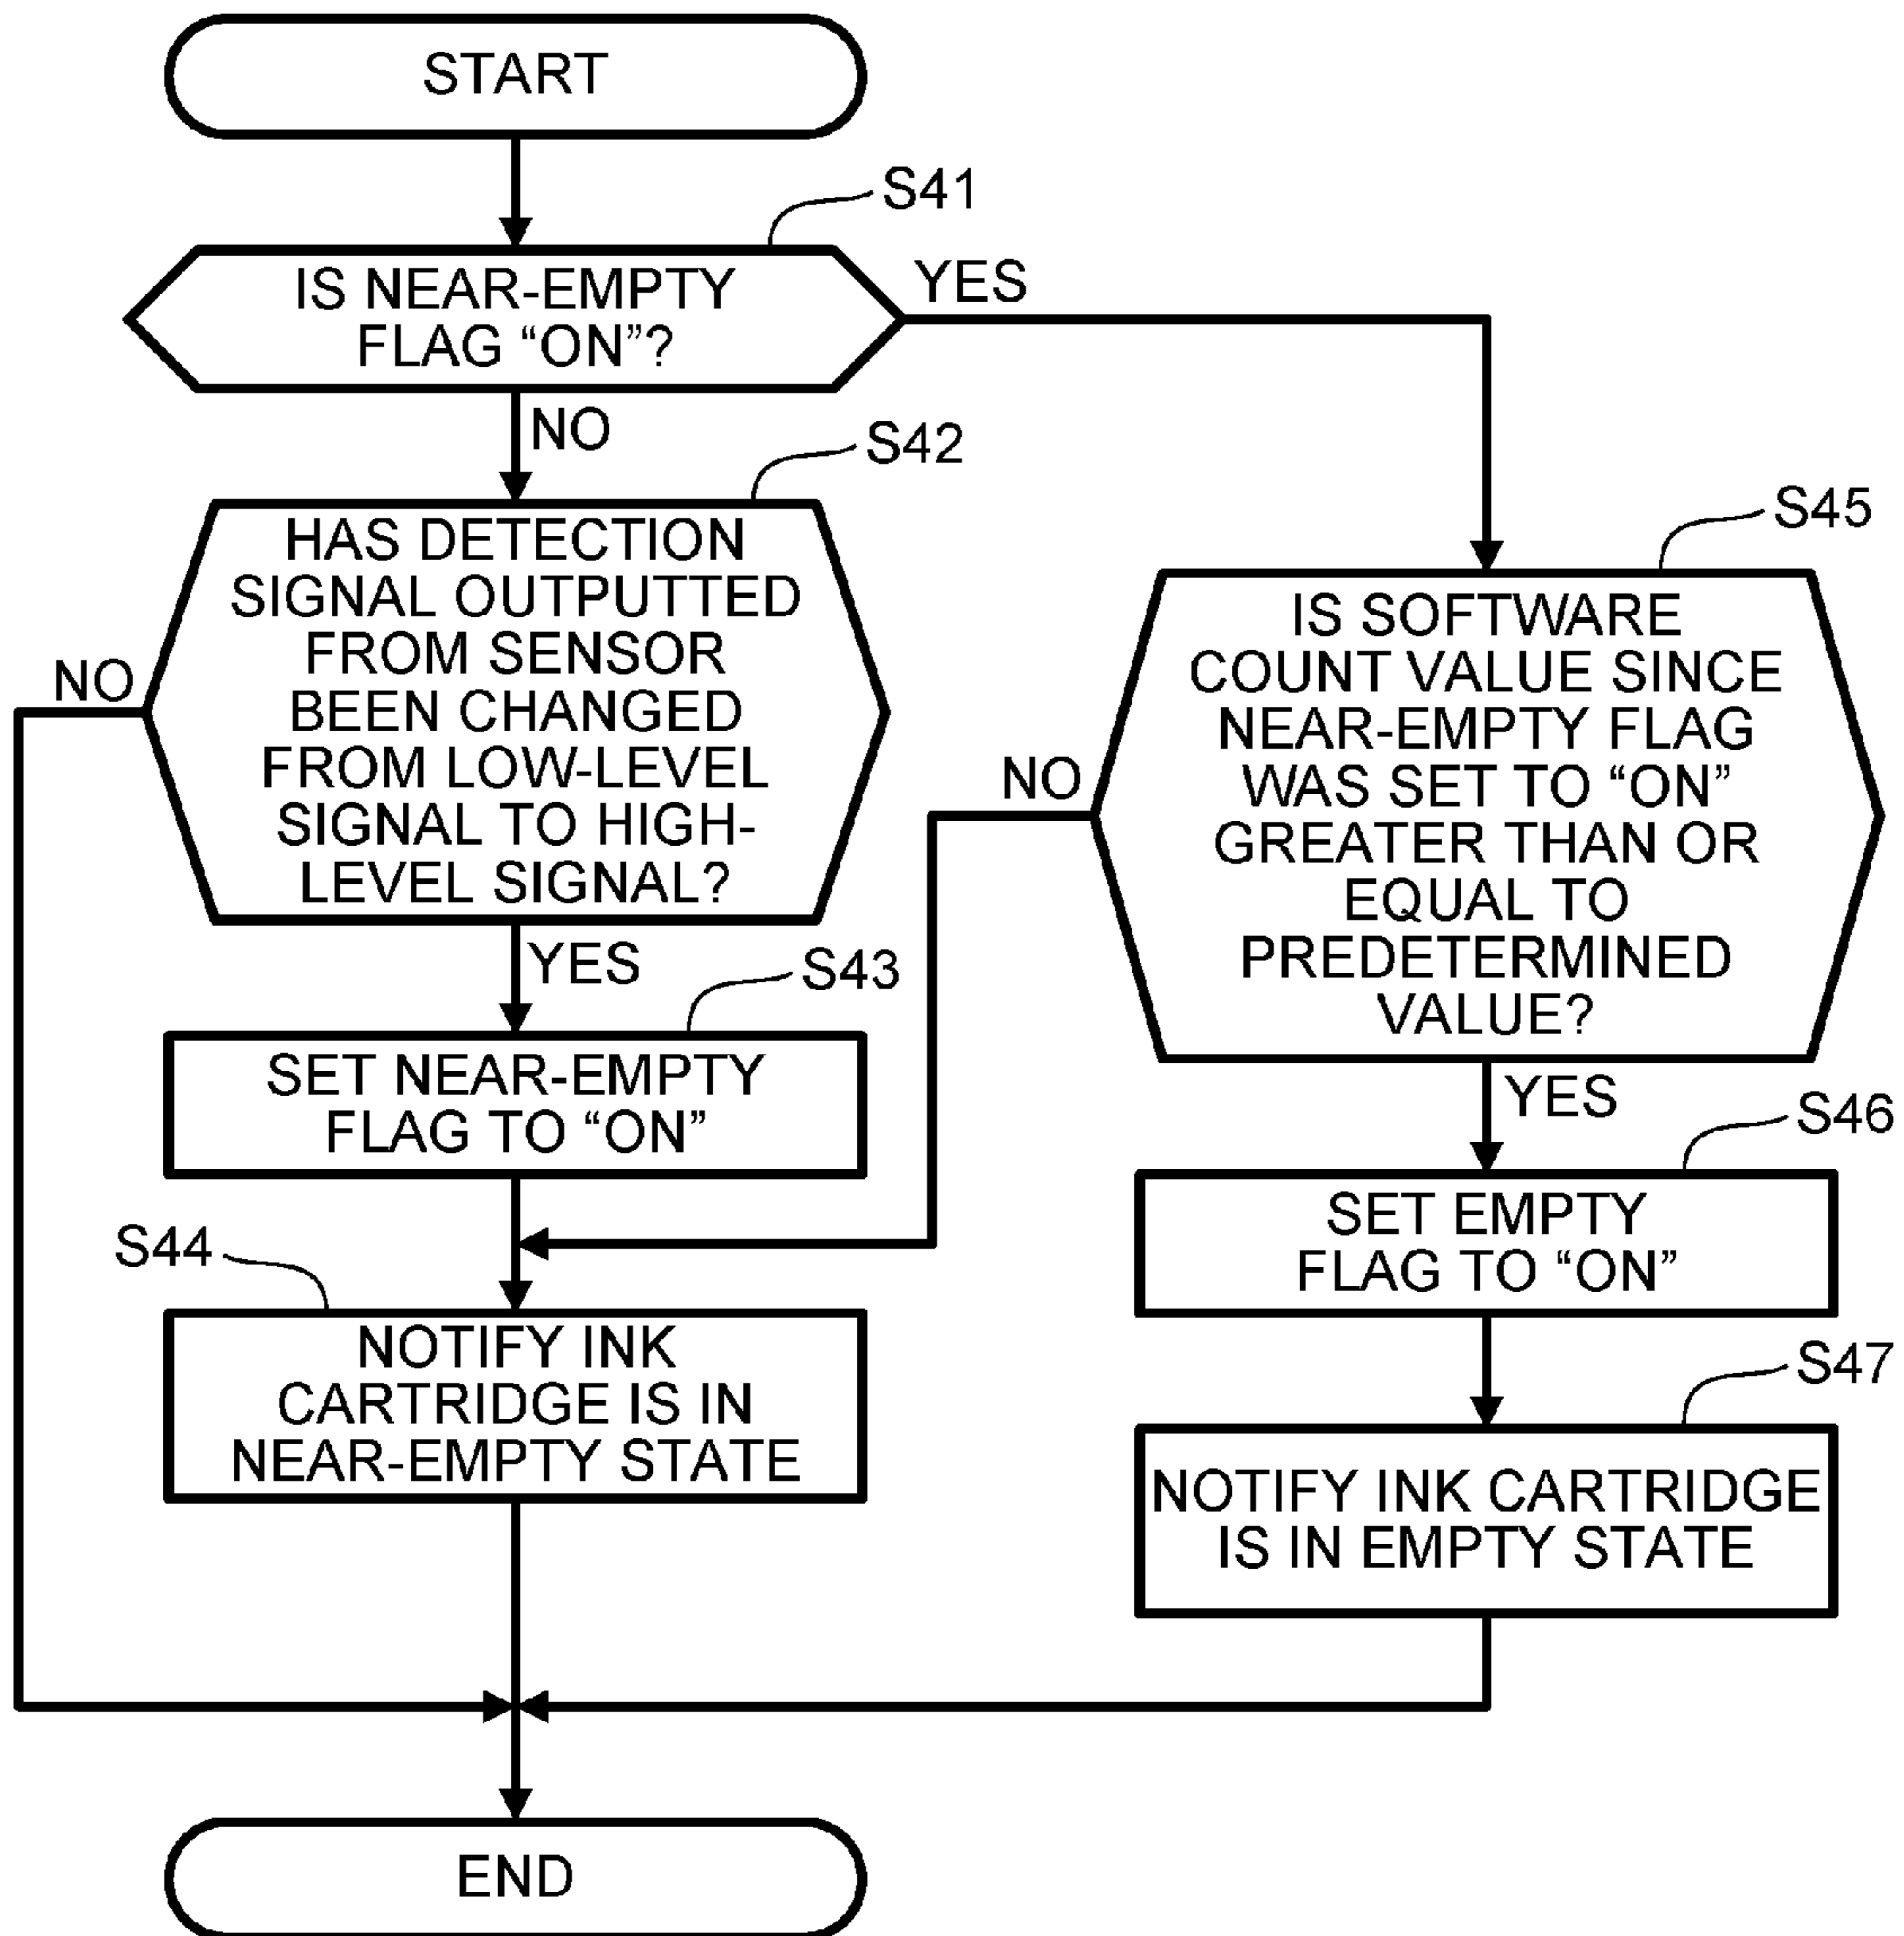 START
S41
IS NEAR-EMPTY
FLAG “ON”?
YES
NO
S42
HAS DETECTION
SIGNAL OUTPUTTED
FROM SENSOR
BEEN CHANGED
FROM LOW-LEVEL
SIGNAL TO HIGH-
LEVEL SIGNAL?
NO
YES
S43
SET NEAR-EMPTY
FLAG TO “ON”
S44
NOTIFY INK
CARTRIDGE IS IN
NEAR-EMPTY STATE
S45
IS SOFTWARE
COUNT VALUE SINCE
NEAR-EMPTY FLAG
WAS SET TO “ON”
GREATER THAN OR
EQUAL TO
PREDETERMINED
VALUE?
NO
YES
S46
SET EMPTY
FLAG TO “ON”
S47
NOTIFY INK CARTRIDGE
IS IN EMPTY STATE
END